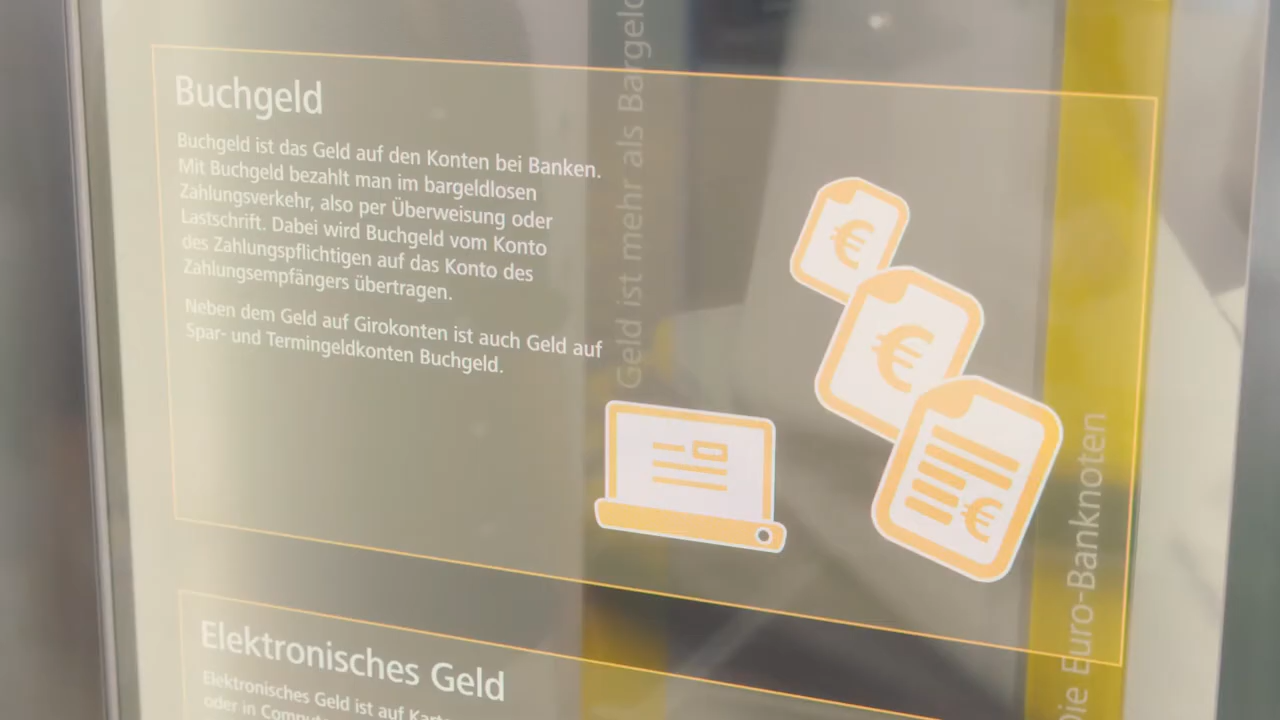 Buchgeld
Buchgeld ist das Geld auf den Konten bei Banken.
Mit Buchgeld bezahlt man im bargeldlosen
Zahlungsverkehr, also per Überweisung oder
Lastschrift. Dabei wird Buchgeld vom Konto
des Zahlungspflichtigen auf das Konto des
Zahlungsempfängers übertragen.
Neben dem Geld auf Girokonten ist auch Geld auf
Spar- und Termingeldkonten Buchgeld.
Geld ist mehr als Bargeld
€
€
€
Die Euro-Banknoten
Elektronisches Geld
Elektronisches Geld ist auf
oder in